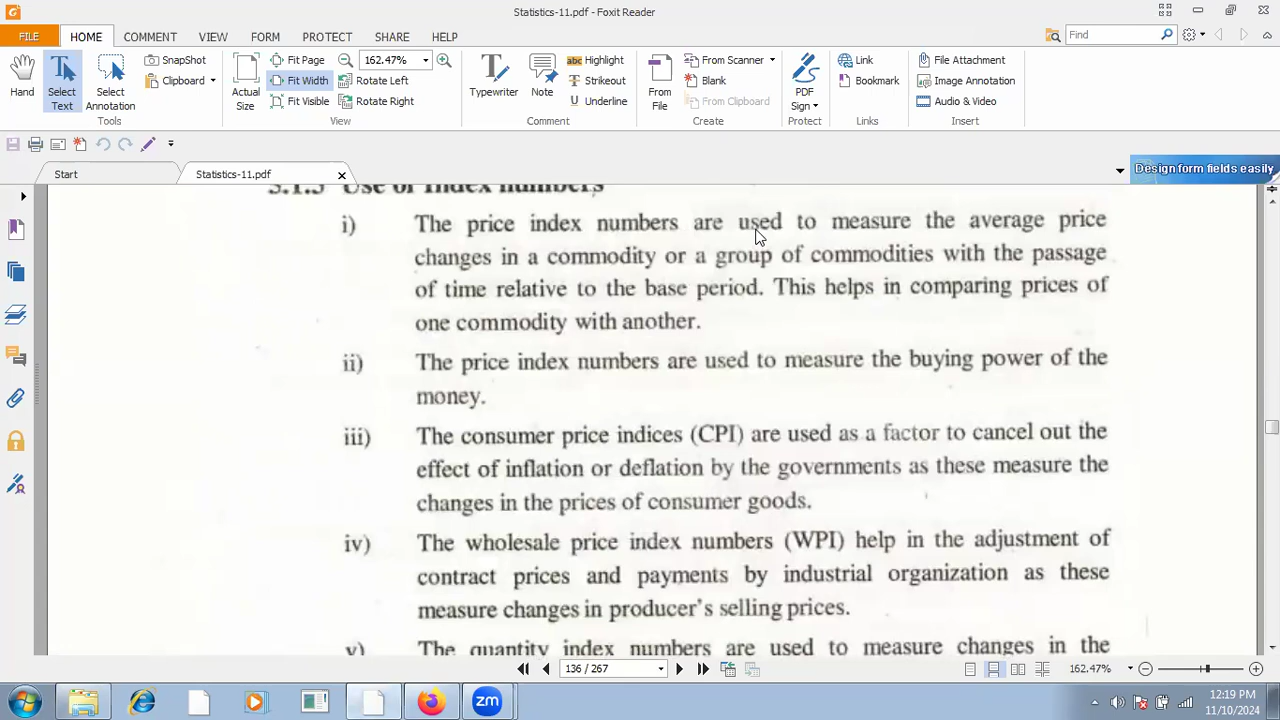 Statistics-11.pdf - Foxit Reader
FILE HOME COMMENT VIEW FORM PROTECT SHARE HELP Find
SnapShot Fit Page 162.47% From Scanner Link File Attachment
Clipboard Fit Width Rotate Left Highlight Blank Bookmark Image Annotation
Fit Visible Rotate Right Strikeout From Clipboard Audio & Video
Hand Select Text Select Annotation Actual Size Typewriter Note Underline From File PDF Sign
Tools View Comment Create Protect Links Insert
Start Statistics-11.pdf Design form fields easily
5.1.5 Use of Index numbers
i) The price index numbers are used to measure the average price
changes in a commodity or a group of commodities with the passage
of time relative to the base period. This helps in comparing prices of
one commodity with another.
ii) The price index numbers are used to measure the buying power of the
money.
iii) The consumer price indices (CPI) are used as a factor to cancel out the
effect of inflation or deflation by the governments as these measure the
changes in the prices of consumer goods.
iv) The wholesale price index numbers (WPI) help in the adjustment of
contract prices and payments by industrial organization as these
measure changes in producer's selling prices.
v) The quantity index numbers are used to measure changes in the
136 / 267 162.47%
zm 12:19 PM
11/10/2024